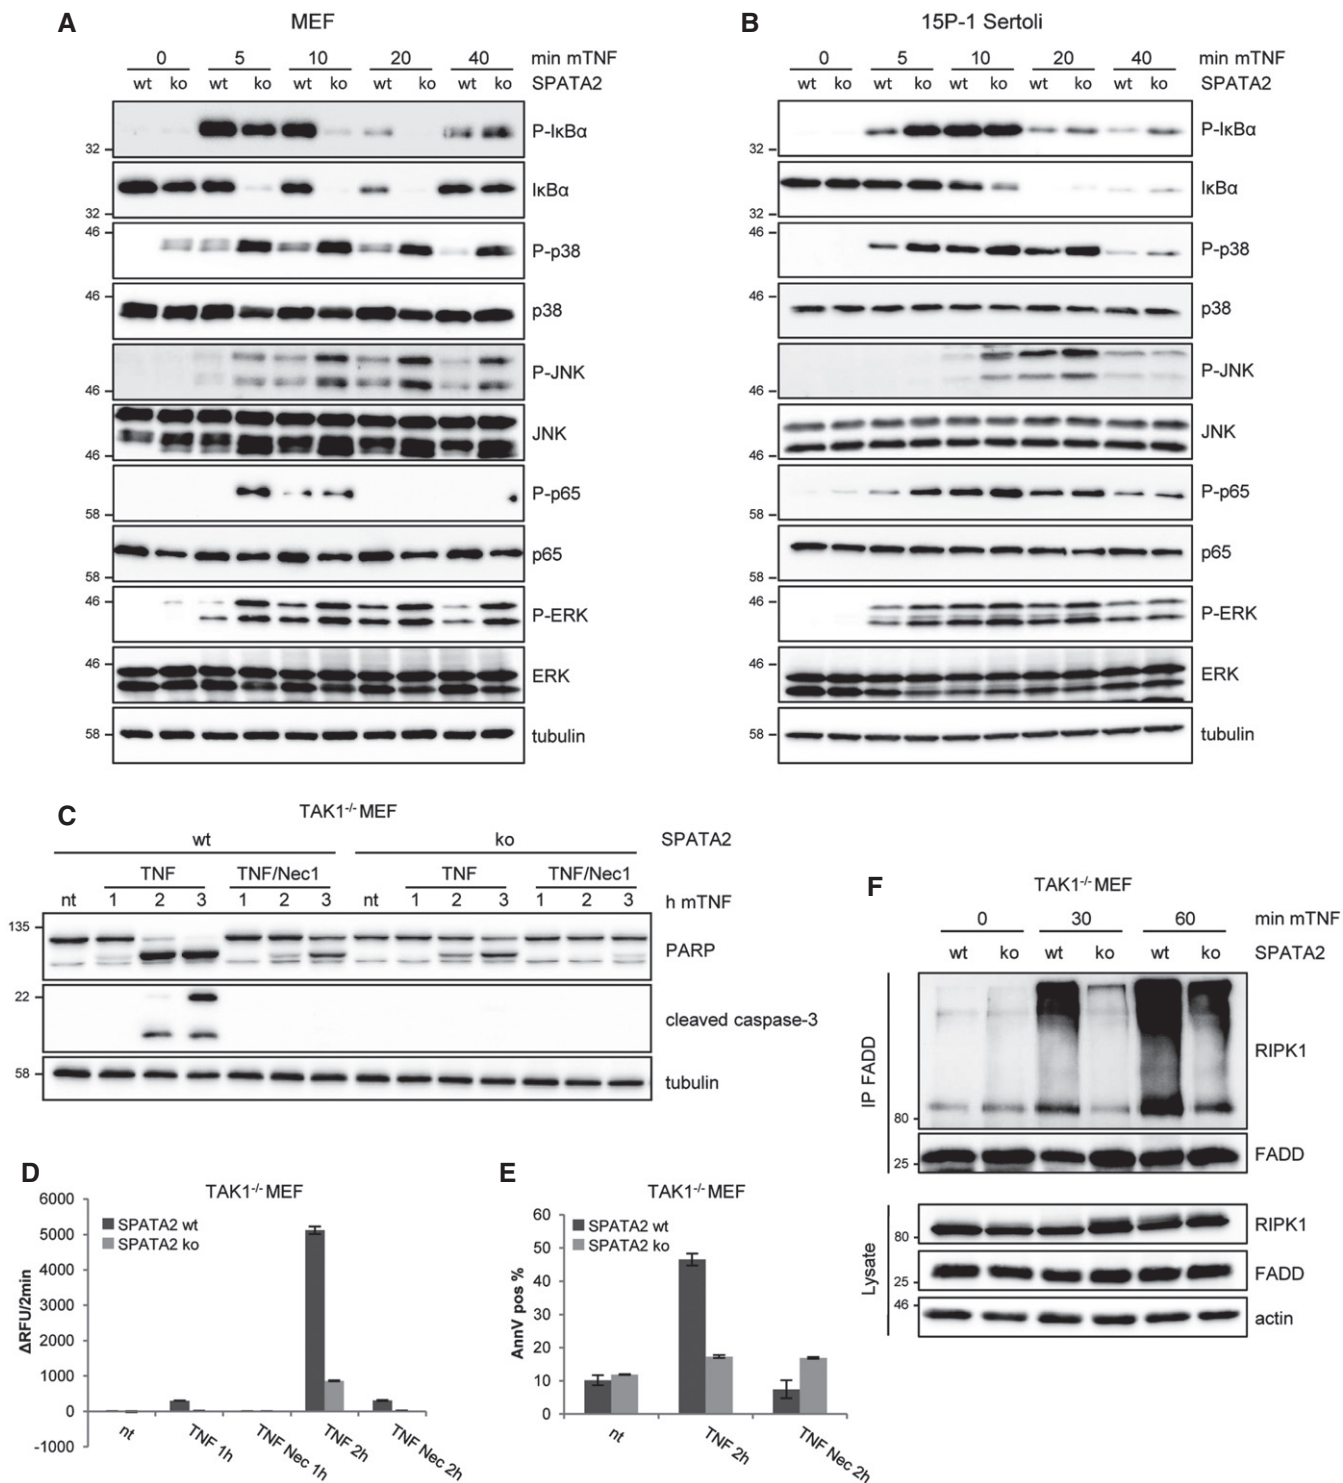 A
MEF
0 5 10 20 40 min mTNF
wt ko wt ko wt ko wt ko wt ko SPATA2
P-IκBα
32
IκBα
32
46
P-p38
46
p38
P-JNK
46
JNK
46
P-p65
58
p65
58
46
P-ERK
46
ERK
58
tubulin
B
15P-1 Sertoli
0 5 10 20 40 min mTNF
wt ko wt ko wt ko wt ko wt ko SPATA2
P-IκBα
32
IκBα
32
46
P-p38
46
p38
P-JNK
46
JNK
46
P-p65
58
p65
58
46
P-ERK
46
ERK
58
tubulin
C
TAK1-/- MEF
wt ko SPATA2
TNF TNF/Nec1 TNF TNF/Nec1
nt 1 2 3 1 2 3 nt 1 2 3 1 2 3 h mTNF
135
PARP
22
cleaved caspase-3
58
tubulin
D
TAK1-/- MEF
SPATA2 wt
SPATA2 ko
ΔRFU/2min
6000
5000
4000
3000
2000
1000
0
-1000
nt TNF 1h TNF Nec 1h TNF 2h TNF Nec 2h
E
TAK1-/- MEF
SPATA2 wt
SPATA2 ko
AnnV pos %
60
50
40
30
20
10
0
nt TNF 2h TNF Nec 2h
F
TAK1-/- MEF
0 30 60 min mTNF
wt ko wt ko wt ko SPATA2
IP FADD
RIPK1
80
25
FADD
Lysate
RIPK1
80
FADD
25
46
actin